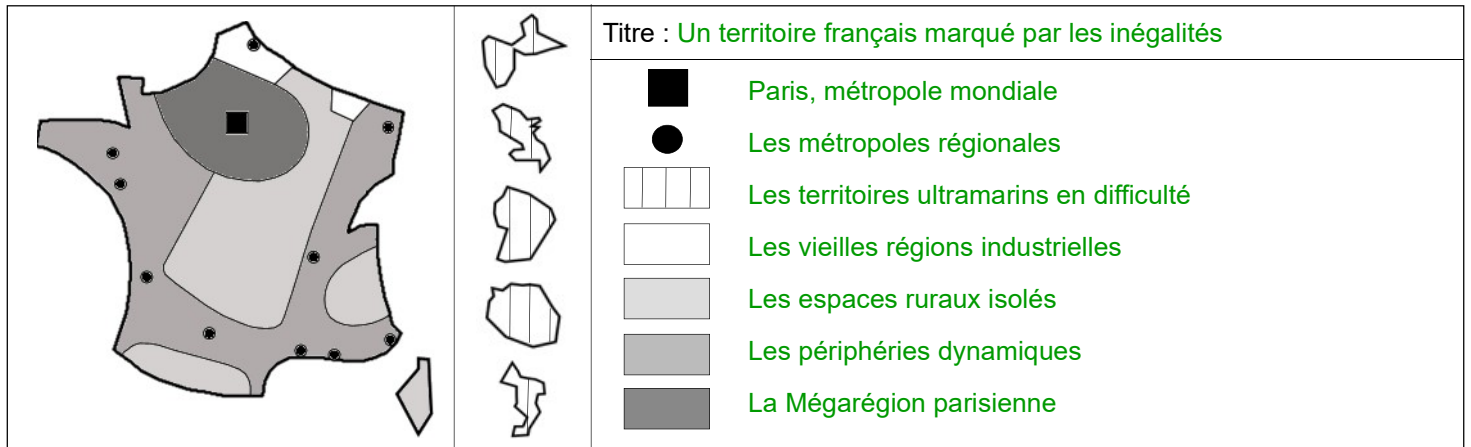 Titre : Un territoire français marqué par les inégalités
Paris, métropole mondiale
Les métropoles régionales
Les territoires ultramarins en difficulté
Les vieilles régions industrielles
Les espaces ruraux isolés
Les périphéries dynamiques
La Mégarégion parisienne